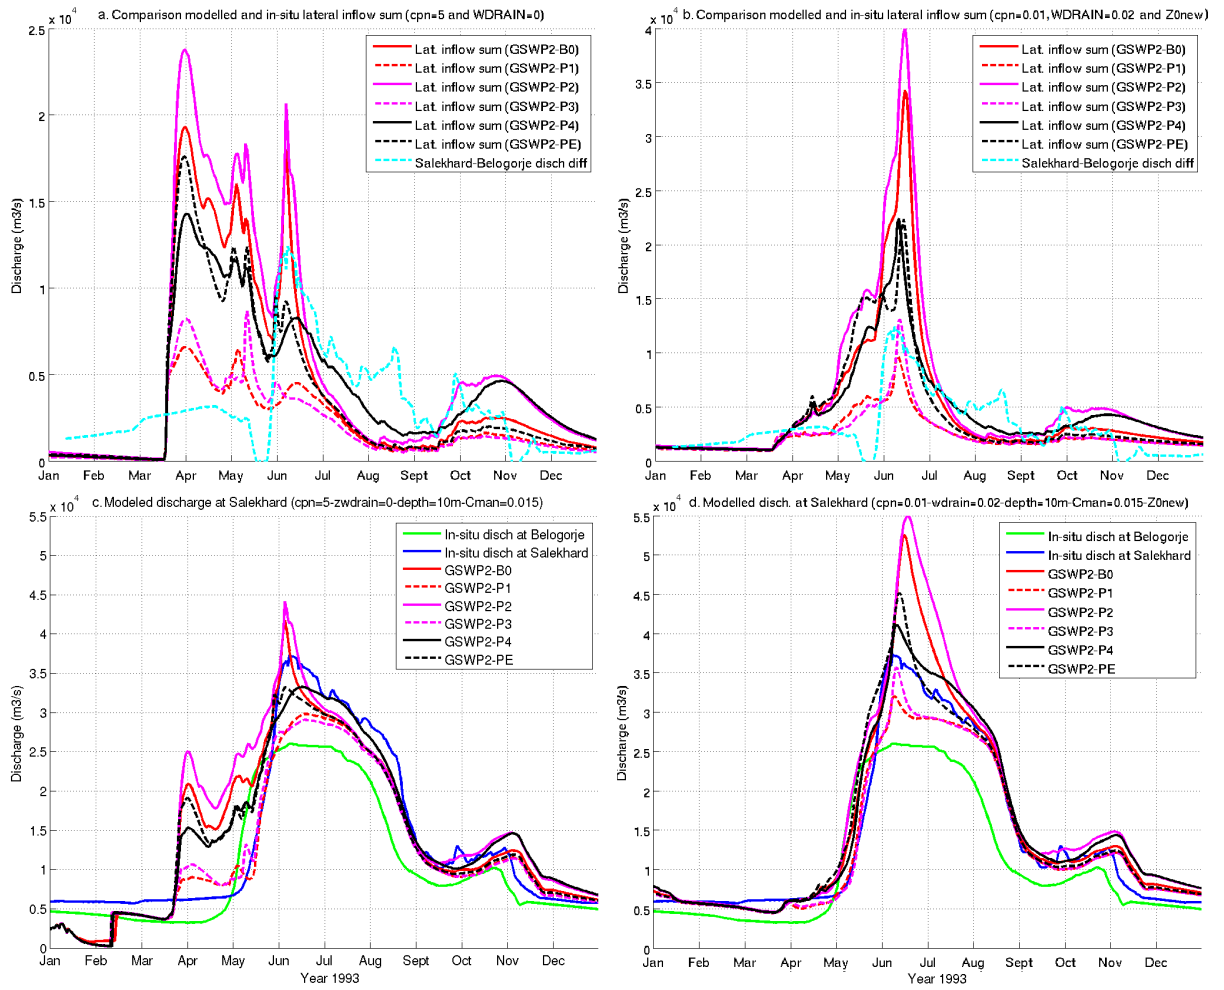 a. Comparison modelled and in-situ lateral inflow sum (cpn=5 and WDRAIN=0)
x 10^4
2.5
2
1.5
1
0.5
0
Discharge (m3/s)
Jan Feb Mar Apr May Jun Jul Aug Sept Oct Nov Dec
Lat. inflow sum (GSWP2-B0)
Lat. inflow sum (GSWP2-P1)
Lat. inflow sum (GSWP2-P2)
Lat. inflow sum (GSWP2-P3)
Lat. inflow sum (GSWP2-P4)
Lat. inflow sum (GSWP2-PE)
Salekhard-Belogorje disch diff
b. Comparison modelled and in-situ lateral inflow sum (cpn=0.01, WDRAIN=0.02 and Z0new)
x 10^4
4
3.5
3
2.5
2
1.5
1
0.5
0
Discharge (m3/s)
Jan Feb Mar Apr May Jun Jul Aug Sept Oct Nov Dec
Lat. inflow sum (GSWP2-B0)
Lat. inflow sum (GSWP2-P1)
Lat. inflow sum (GSWP2-P2)
Lat. inflow sum (GSWP2-P3)
Lat. inflow sum (GSWP2-P4)
Lat. inflow sum (GSWP2-PE)
Salekhard-Belogorje disch diff
c. Modeled discharge at Salekhard (cpn=5-zwdrain=0-depth=10m-Cman=0.015)
x 10^4
5.5
5
4.5
4
3.5
3
2.5
2
1.5
1
0.5
0
Discharge (m3/s)
Jan Feb Mar Apr May Jun Jul Aug Sept Oct Nov Dec
Year 1993
In-situ disch at Belogorje
In-situ disch at Salekhard
GSWP2-B0
GSWP2-P1
GSWP2-P2
GSWP2-P3
GSWP2-P4
GSWP2-PE
d. Modelled disch. at Salekhard (cpn=0.01-wdrain=0.02-depth=10m-Cman=0.015-Z0new)
x 10^4
5.5
5
4.5
4
3.5
3
2.5
2
1.5
1
0.5
0
Discharge (m3/s)
Jan Feb Mar Apr May Jun Jul Aug Sept Oct Nov Dec
Year 1993
In-situ disch at Belogorje
In-situ disch at Salekhard
GSWP2-B0
GSWP2-P1
GSWP2-P2
GSWP2-P3
GSWP2-P4
GSWP2-PE